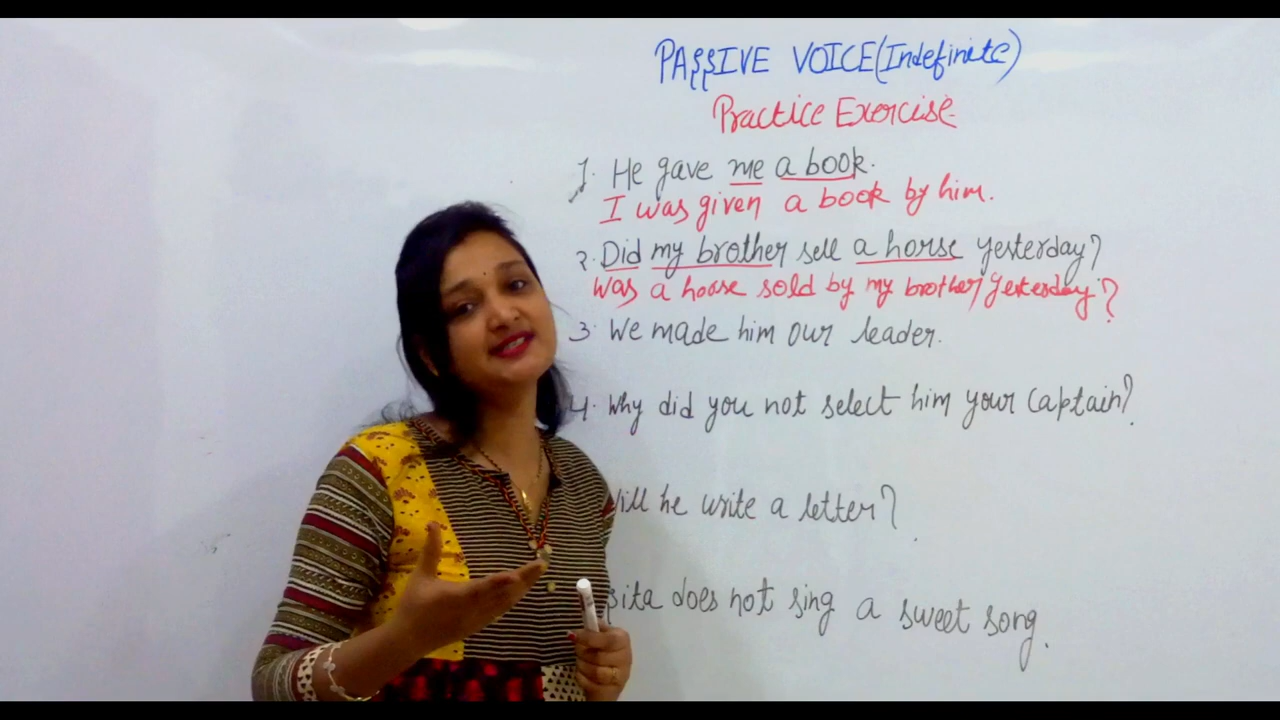 PASSIVE VOICE(Indefinite)
Practice Exercise
1. He gave me a book.
I was given a book by him.
2. Did my brother sell a horse yesterday?
Was a horse sold by my brother yesterday?
3. We made him our leader.
4. Why did you not select him your Captain?
Will he write a letter?
Sita does not sing a sweet song.